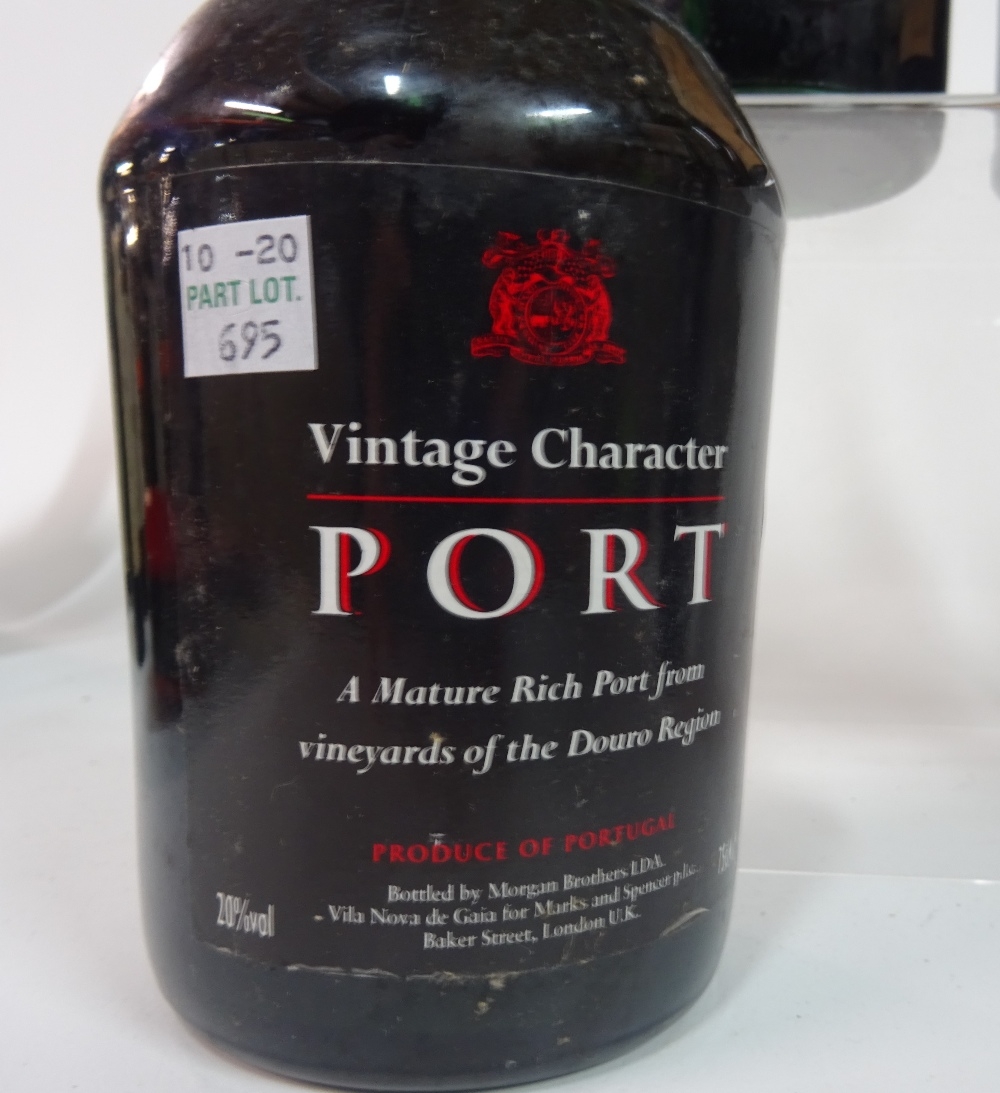 10 -20
PART LOT.
695
Vintage Character
PORT
A Mature Rich Port from
vineyards of the Douro Region
PRODUCE OF PORTUGAL
Bottled by Morgan Brothers LDA.
Vila Nova de Gaia for Marks and Spencer p.l.c.
Baker Street, London U.K.
20%vol